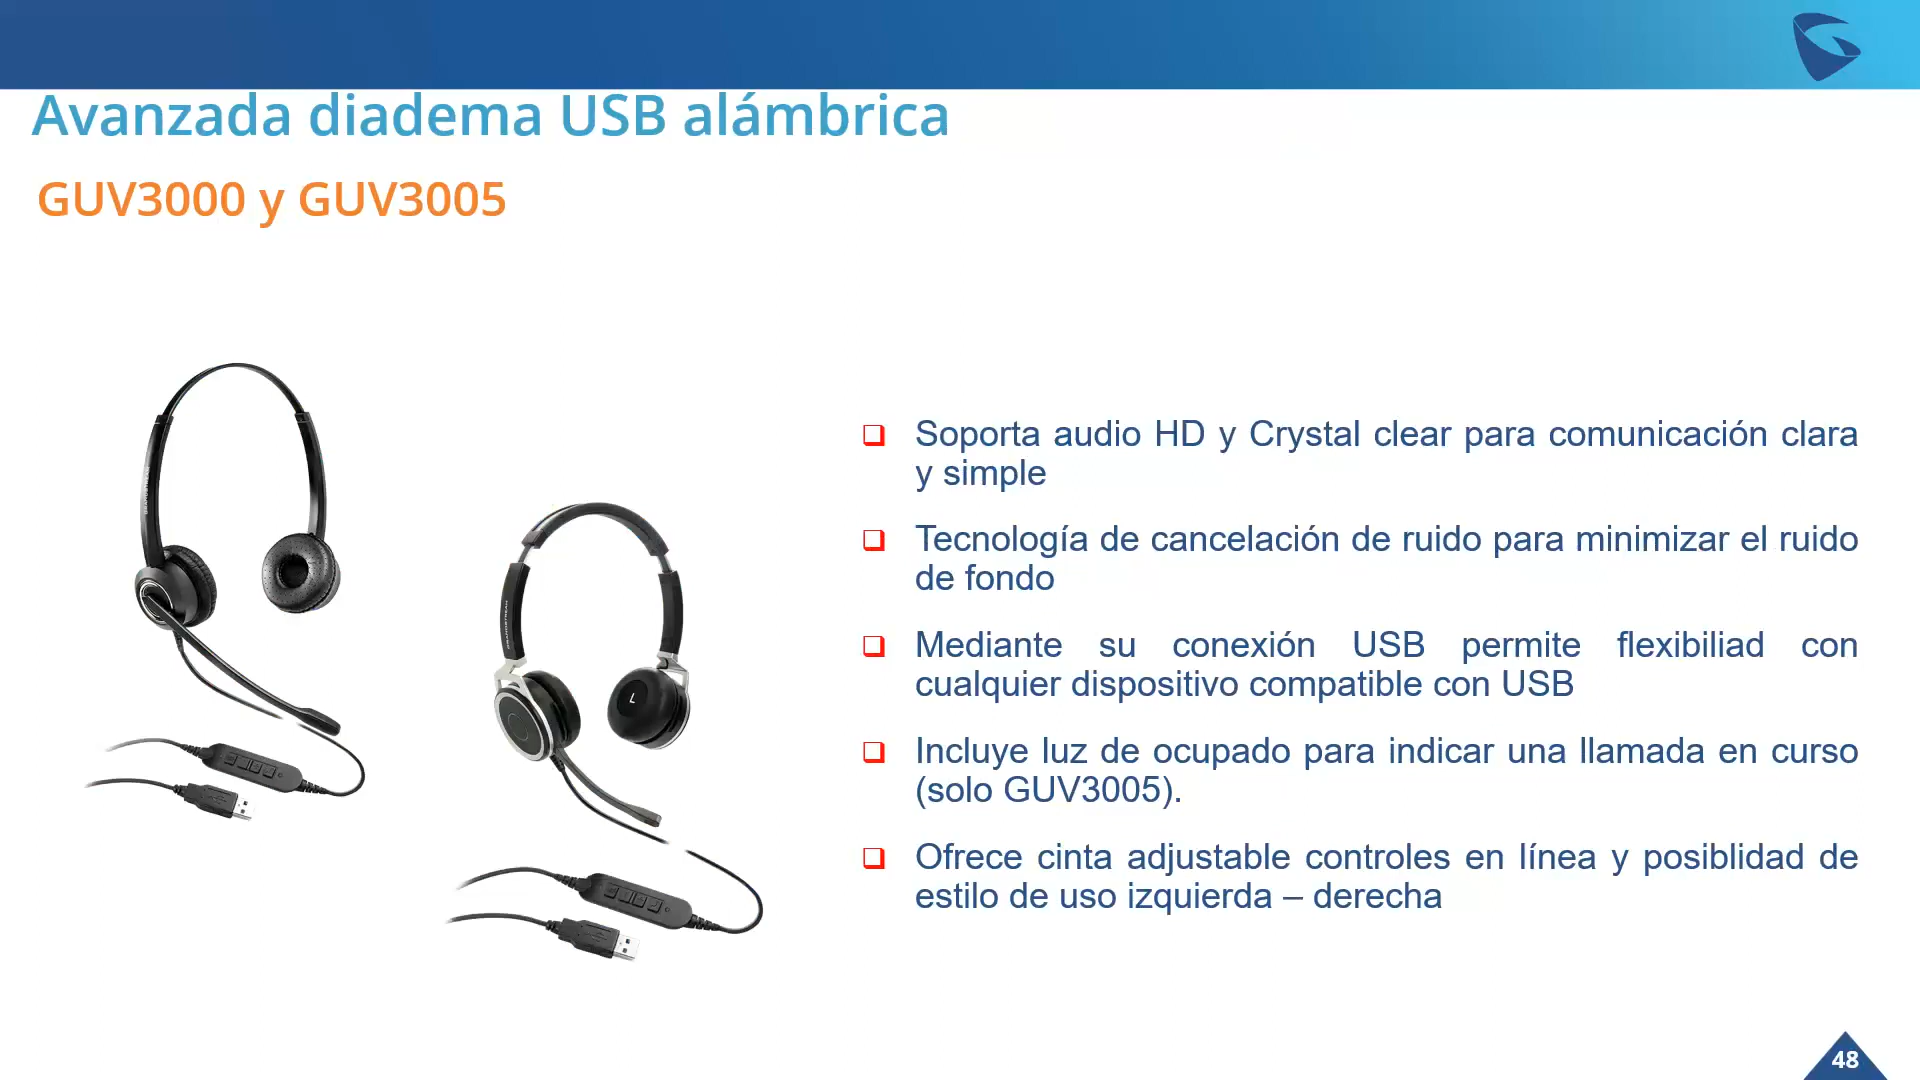 Avanzada diadema USB alámbrica
GUV3000 y GUV3005
Soporta audio HD y Crystal clear para comunicación clara
y simple
Tecnología de cancelación de ruido para minimizar el ruido
de fondo
Mediante su conexión USB permite flexibiliad con
cualquier dispositivo compatible con USB
Incluye luz de ocupado para indicar una llamada en curso
(solo GUV3005).
Ofrece cinta adjustable controles en línea y posiblidad de
estilo de uso izquierda – derecha
GRANDSTREAM
GRANDSTREAM
L
48